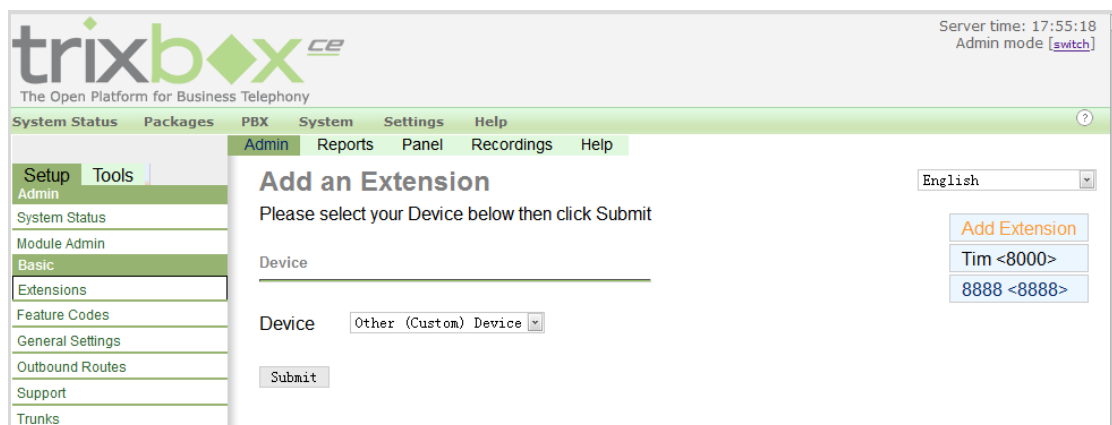 trixbox CE
The Open Platform for Business Telephony
Server time: 17:55:18
Admin mode [switch]
System Status Packages PBX System Settings Help ?
Admin Reports Panel Recordings Help
Setup Tools
Admin
System Status
Module Admin
Basic
Extensions
Feature Codes
General Settings
Outbound Routes
Support
Trunks
Add an Extension
Please select your Device below then click Submit
Device
Device Other (Custom) Device
Submit
English
Add Extension
Tim <8000>
8888 <8888>